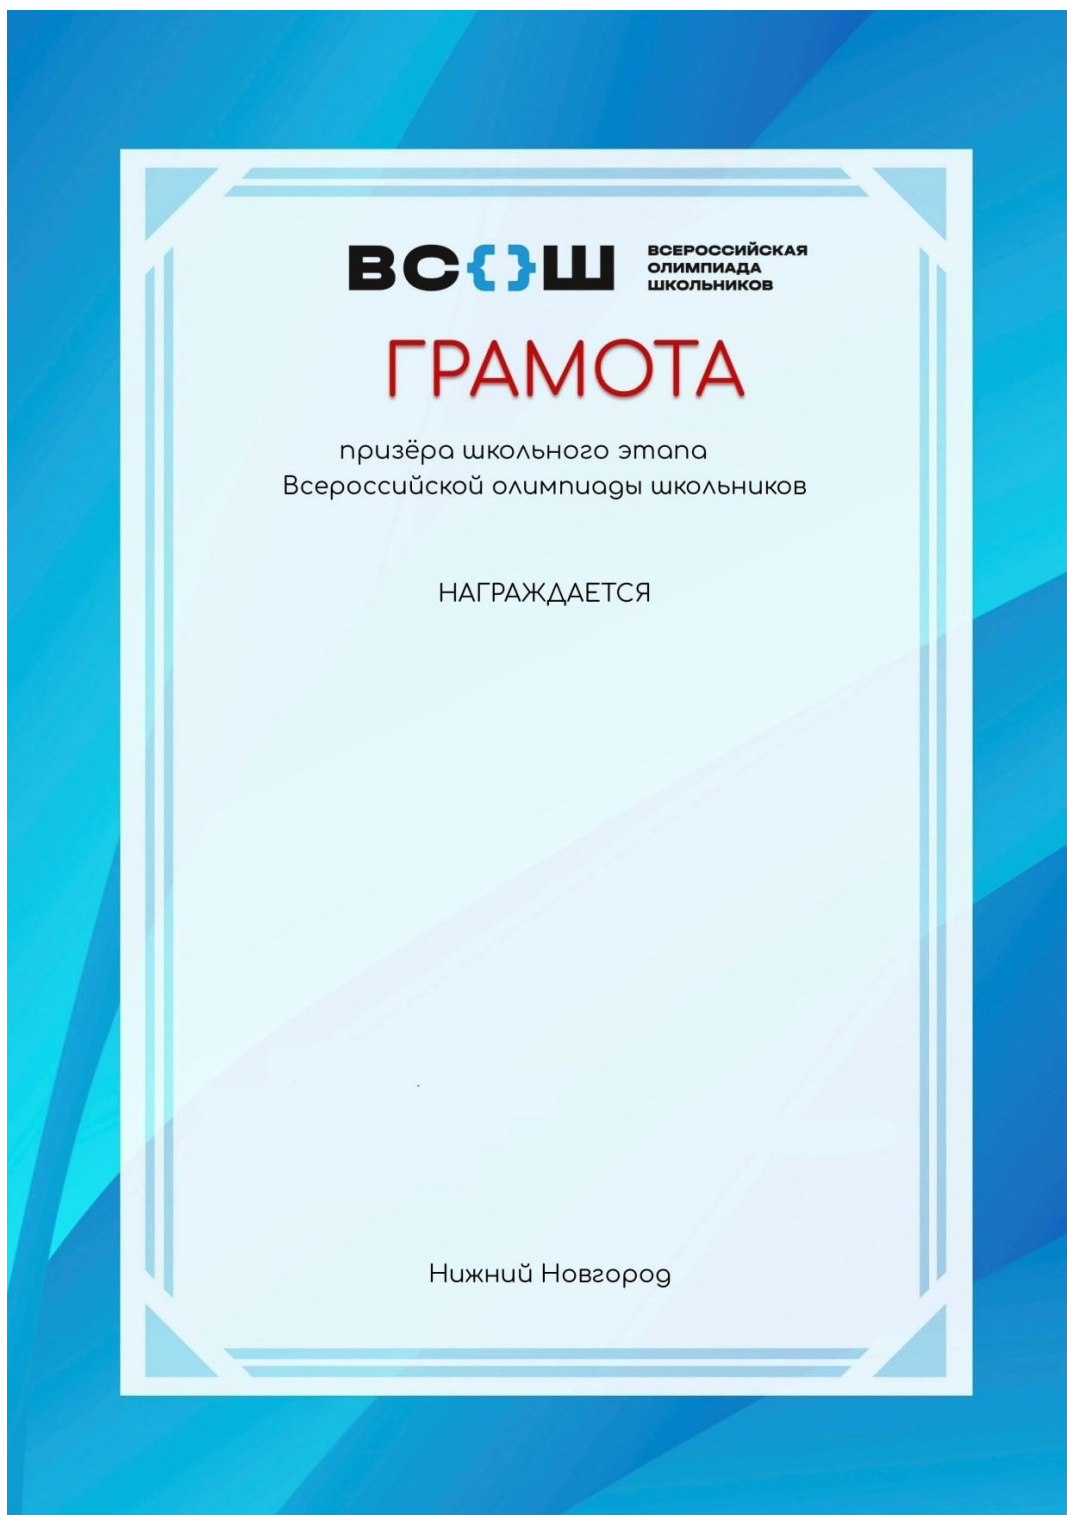 ВС{}Ш
ВСЕРОССИЙСКАЯ
ОЛИМПИАДА
ШКОЛЬНИКОВ
ГРАМОТА
призёра школьного этапа
Всероссийской олимпиады школьников
НАГРАЖДАЕТСЯ
Нижний Новгород